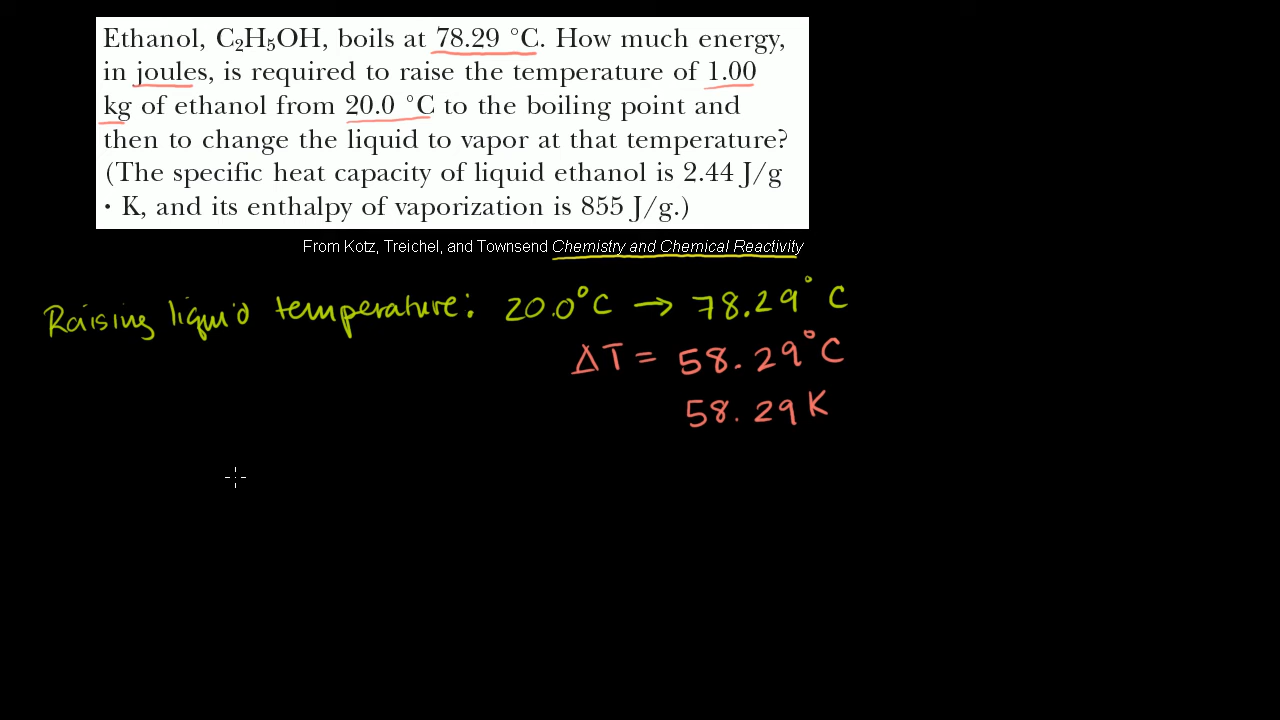 Ethanol, C₂H₅OH, boils at 78.29 °C. How much energy,
in joules, is required to raise the temperature of 1.00
kg of ethanol from 20.0 °C to the boiling point and
then to change the liquid to vapor at that temperature?
(The specific heat capacity of liquid ethanol is 2.44 J/g
· K, and its enthalpy of vaporization is 855 J/g.)
From Kotz, Treichel, and Townsend Chemistry and Chemical Reactivity
Raising liquid temperature: 20.0°C → 78.29°C
ΔT = 58.29°C
58.29 K